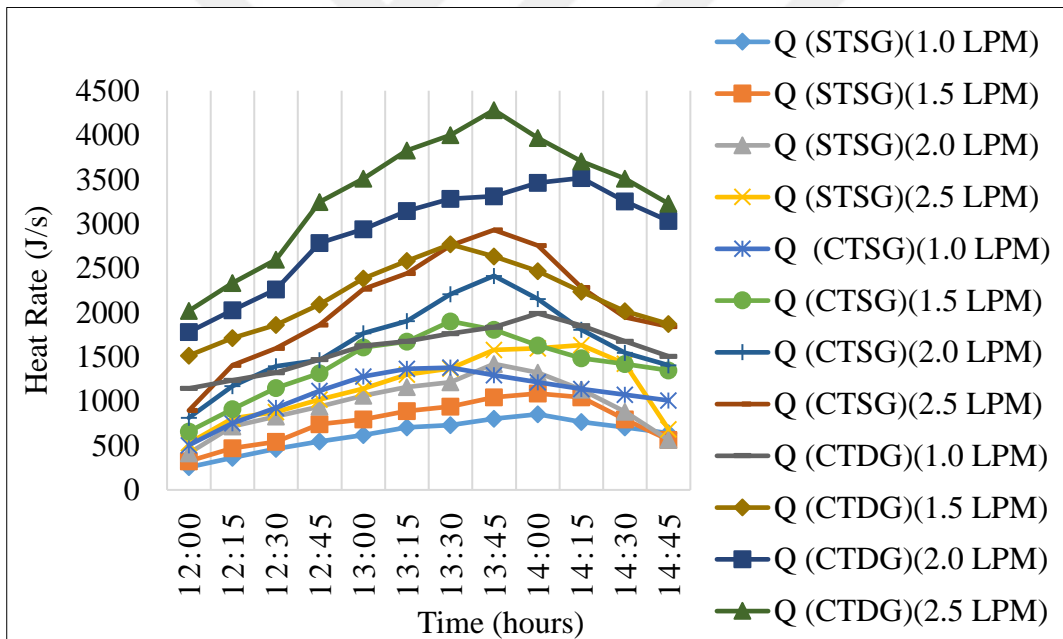 4500
4000
3500
3000
2500
2000
1500
1000
500
0
Heat Rate (J/s)
12:00
12:15
12:30
12:45
13:00
13:15
13:30
13:45
14:00
14:15
14:30
14:45
Time (hours)
Q (STSG)(1.0 LPM)
Q (STSG)(1.5 LPM)
Q (STSG)(2.0 LPM)
Q (STSG)(2.5 LPM)
Q (CTSG)(1.0 LPM)
Q (CTSG)(1.5 LPM)
Q (CTSG)(2.0 LPM)
Q (CTSG)(2.5 LPM)
Q (CTDG)(1.0 LPM)
Q (CTDG)(1.5 LPM)
Q (CTDG)(2.0 LPM)
Q (CTDG)(2.5 LPM)